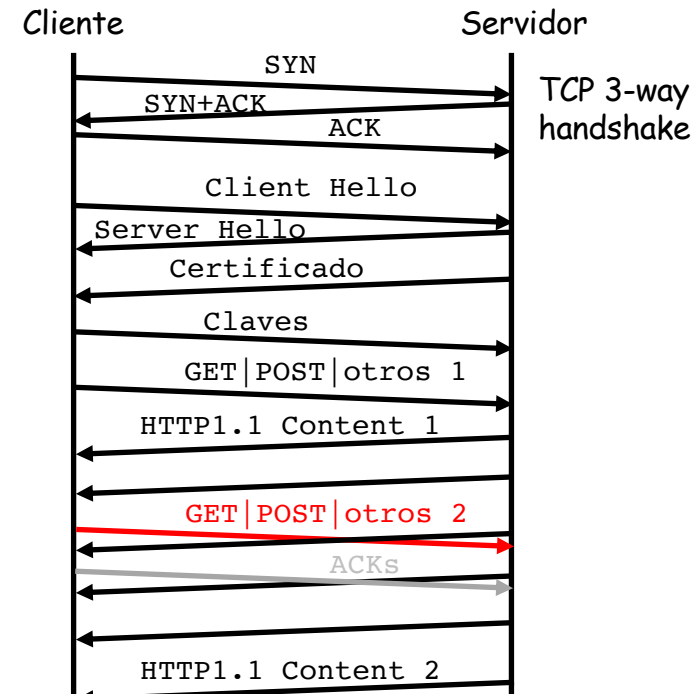 Cliente
Servidor
SYN
TCP 3-way
handshake
SYN+ACK
ACK
Client Hello
Server Hello
Certificado
Claves
GET|POST|otros 1
HTTP1.1 Content 1
GET|POST|otros 2
ACKs
HTTP1.1 Content 2